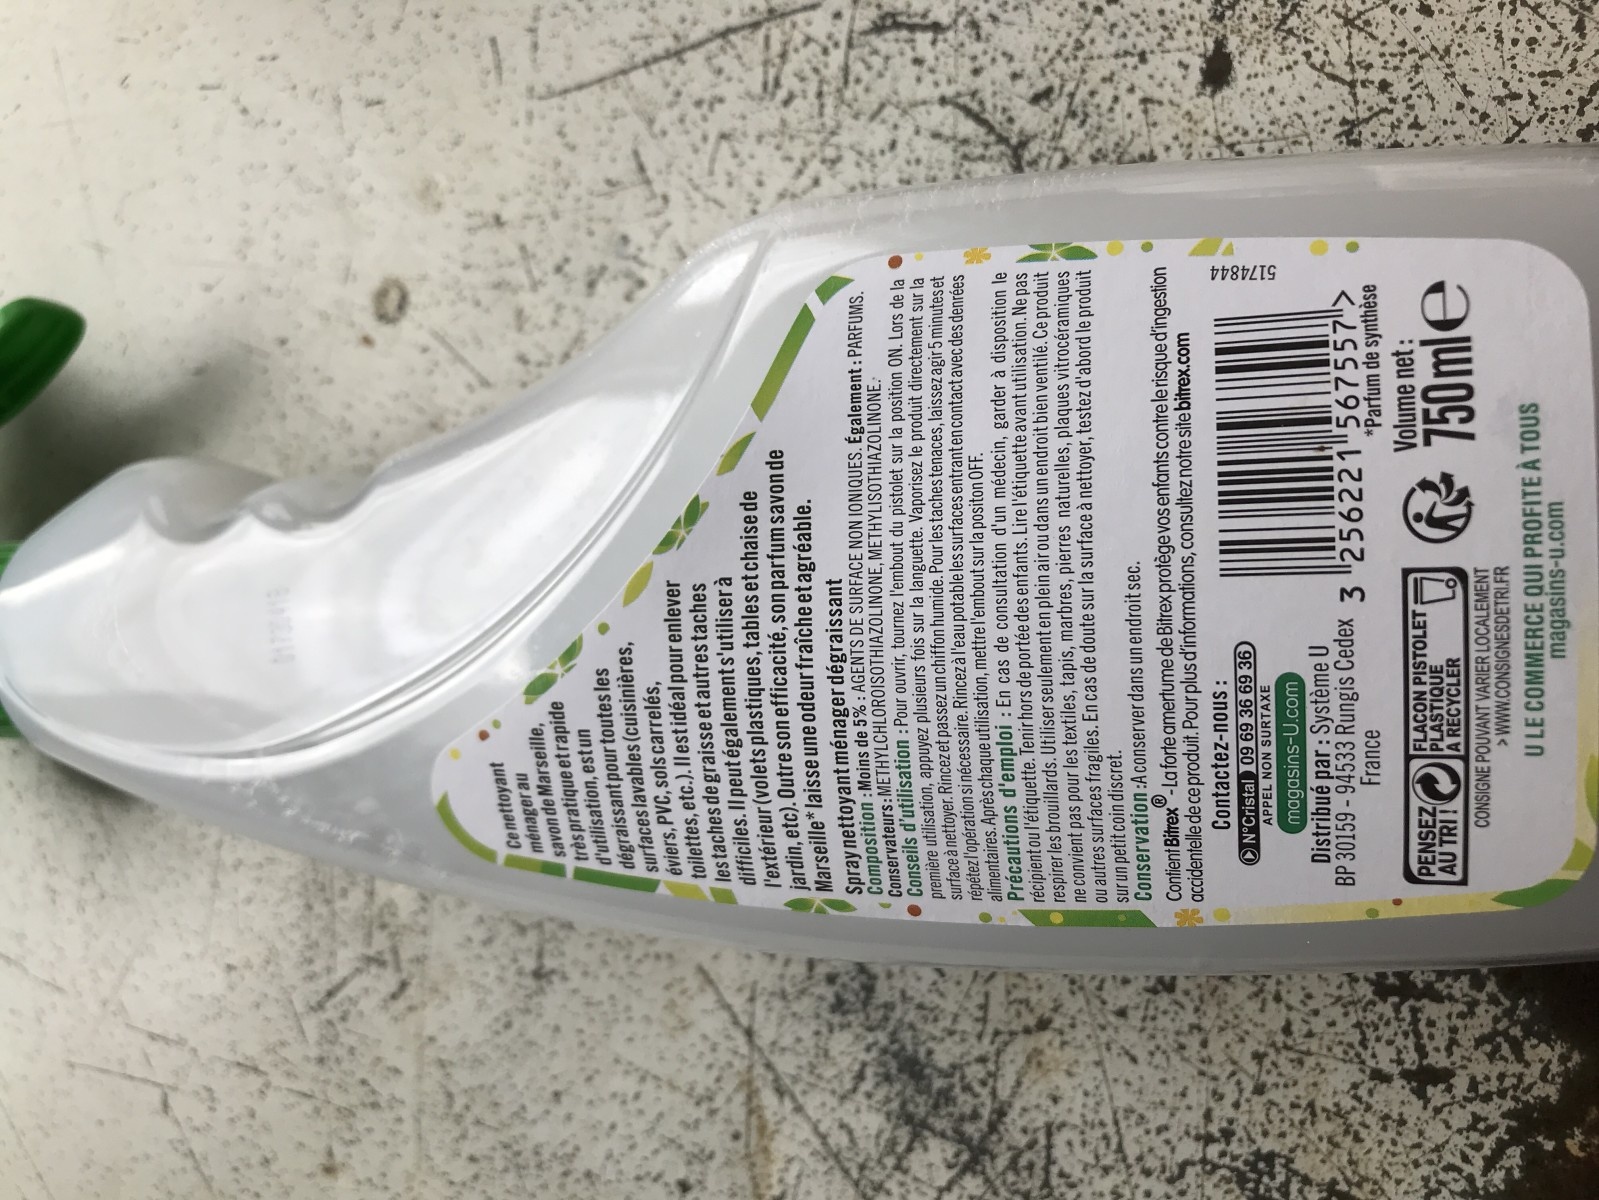 Ce nettoyant
ménager au
savon de Marseille,
très pratique et rapide
d'utilisation, est un
dégraissant pour toutes les
surfaces lavables (cuisinières,
éviers, PVC, sols carrelés,
toilettes, etc.). Il est idéal pour enlever
les taches de graisse et autres taches
difficiles. Il peut également s'utiliser à
l'extérieur (volets plastiques, tables et chaise de
jardin, etc). Outre son efficacité, son parfum savon de
Marseille* laisse une odeur fraîche et agréable.
Spray nettoyant ménager dégraissant
Composition : Moins de 5% : AGENTS DE SURFACE NON IONIQUES. Également : PARFUMS.
Conservateurs : METHYLCHLOROISOTHIAZOLINONE, METHYLISOTHIAZOLINONE.
Conseils d'utilisation : Pour ouvrir, tournez l'embout du pistolet sur la position ON. Lors de la
première utilisation, appuyez plusieurs fois sur la languette. Vaporisez le produit directement sur la
surface à nettoyer. Rincez et passez un chiffon humide. Pour les taches tenaces, laissez agir 5 minutes et
répétez l'opération si nécessaire. Rincez à l'eau potable les surfaces entrant en contact avec des denrées
alimentaires. Après chaque utilisation, mettre l'embout sur la positon OFF.
Précautions d'emploi : En cas de consultation d'un médecin, garder à disposition le
récipient ou l'étiquette. Tenir hors de portée des enfants. Lire l'étiquette avant utilisation. Ne pas
respirer les brouillards. Utiliser seulement en plein air ou dans un endroit bien ventilé. Ce produit
ne convient pas pour les textiles, tapis, marbres, pierres naturelles, plaques vitrocéramiques
ou autres surfaces fragiles. En cas de doute sur la surface à nettoyer, testez d'abord le produit
sur un petit coin discret.
Conservation : A conserver dans un endroit sec.
Contient Bitrex® - La forte amertume de Bitrex protège vos enfants contre le risque d'ingestion
accidentelle de ce produit. Pour plus d'informations, consultez notre site bitrex.com
Contactez-nous :
N°Cristal 09 69 36 69 36
APPEL NON SURTAXE
magasins-U.com
Distribué par : Système U
BP 30159 - 94533 Rungis Cedex
France
5174844
3 256221 567557 >
*Parfum de synthèse
PENSEZ
AU TRI !
FLACON PISTOLET
PLASTIQUE
A RECYCLER
CONSIGNE POUVANT VARIER LOCALEMENT
> WWW.CONSIGNESDETRI.FR
Volume net :
750ml e
U LE COMMERCE QUI PROFITE À TOUS
magasins-u.com